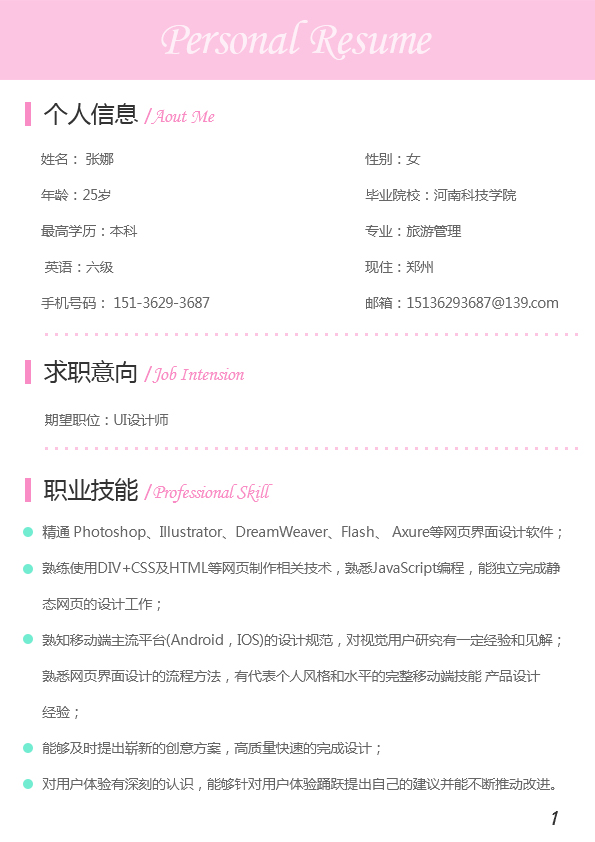 Personal Resume
个人信息 /Aout Me
姓名： 张娜 性别：女
年龄：25岁 毕业院校：河南科技学院
最高学历：本科 专业：旅游管理
英语：六级 现住：郑州
手机号码： 151-3629-3687 邮箱：15136293687@139.com
求职意向 /Job Intension
期望职位：UI设计师
职业技能 /Professional Skill
精通 Photoshop、Illustrator、DreamWeaver、Flash、 Axure等网页界面设计软件；
熟练使用DIV+CSS及HTML等网页制作相关技术，熟悉JavaScript编程，能独立完成静
态网页的设计工作；
熟知移动端主流平台(Android，IOS)的设计规范，对视觉用户研究有一定经验和见解；
熟悉网页界面设计的流程方法，有代表个人风格和水平的完整移动端技能 产品设计
经验；
能够及时提出崭新的创意方案，高质量快速的完成设计；
对用户体验有深刻的认识，能够针对用户体验踊跃提出自己的建议并能不断推动改进。
1